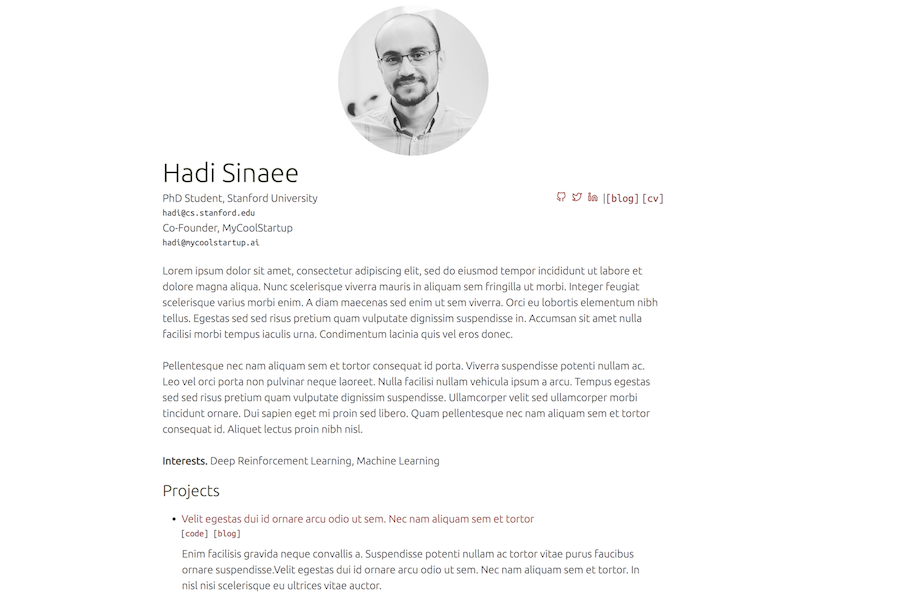 Hadi Sinaee
PhD Student, Stanford University
|[blog] [cv]
hadi@cs.stanford.edu
Co-Founder, MyCoolStartup
hadi@mycoolstartup.ai
Lorem ipsum dolor sit amet, consectetur adipiscing elit, sed do eiusmod tempor incididunt ut labore et
dolore magna aliqua. Nunc scelerisque viverra mauris in aliquam sem fringilla ut morbi. Integer feugiat
scelerisque varius morbi enim. A diam maecenas sed enim ut sem viverra. Orci eu lobortis elementum nibh
tellus. Egestas sed sed risus pretium quam vulputate dignissim suspendisse in. Accumsan sit amet nulla
facilisi morbi tempus iaculis urna. Condimentum lacinia quis vel eros donec.
Pellentesque nec nam aliquam sem et tortor consequat id porta. Viverra suspendisse potenti nullam ac.
Leo vel orci porta non pulvinar neque laoreet. Nulla facilisi nullam vehicula ipsum a arcu. Tempus egestas
sed sed risus pretium quam vulputate dignissim suspendisse. Ullamcorper velit sed ullamcorper morbi
tincidunt ornare. Dui sapien eget mi proin sed libero. Quam pellentesque nec nam aliquam sem et tortor
consequat id. Aliquet lectus proin nibh nisl.
Interests. Deep Reinforcement Learning, Machine Learning
Projects
• Velit egestas dui id ornare arcu odio ut sem. Nec nam aliquam sem et tortor
[code] [blog]
Enim facilisis gravida neque convallis a. Suspendisse potenti nullam ac tortor vitae purus faucibus
ornare suspendisse.Velit egestas dui id ornare arcu odio ut sem. Nec nam aliquam sem et tortor. In
nisl nisi scelerisque eu ultrices vitae auctor.